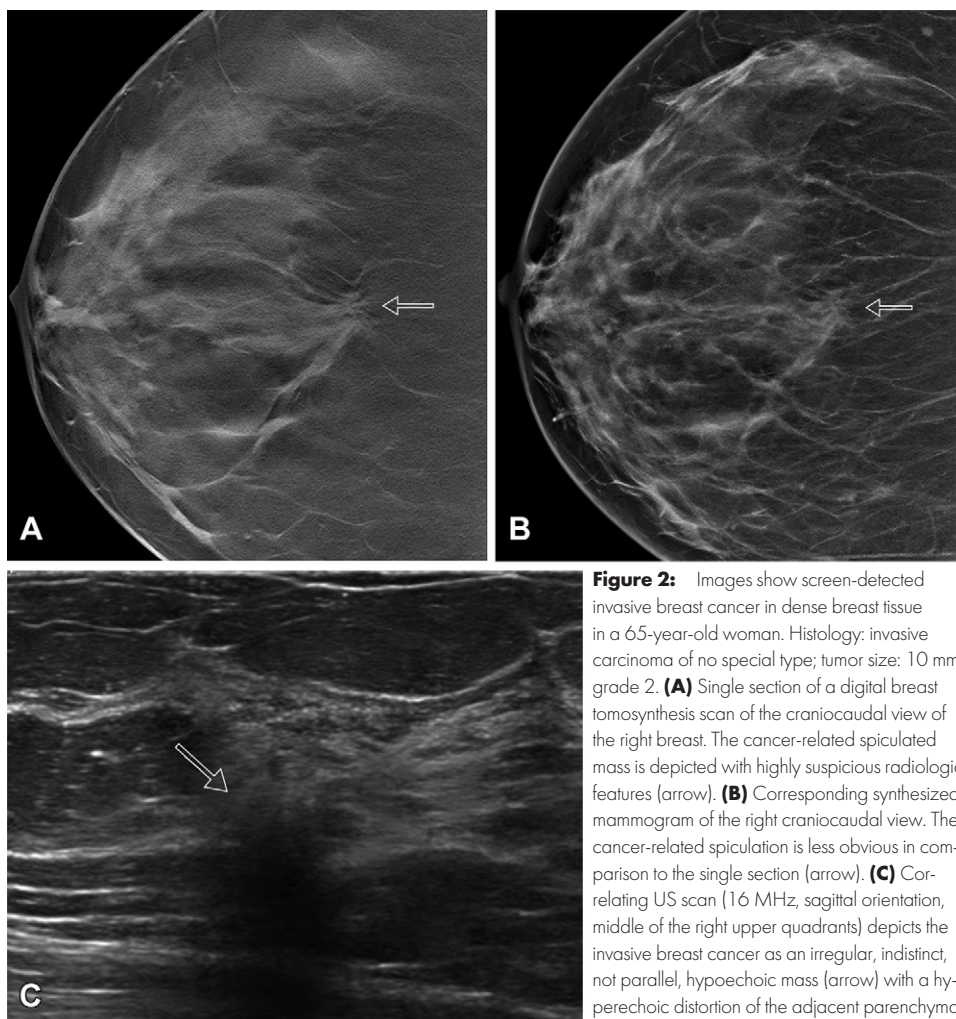 A
B
C
Figure 2: Images show screen-detected
invasive breast cancer in dense breast tissue
in a 65-year-old woman. Histology: invasive
carcinoma of no special type; tumor size: 10 mm
grade 2. (A) Single section of a digital breast
tomosynthesis scan of the craniocaudal view of
the right breast. The cancer-related spiculated
mass is depicted with highly suspicious radiologic
features (arrow). (B) Corresponding synthesized
mammogram of the right craniocaudal view. The
cancer-related spiculation is less obvious in com-
parison to the single section (arrow). (C) Cor-
relating US scan (16 MHz, sagittal orientation,
middle of the right upper quadrants) depicts the
invasive breast cancer as an irregular, indistinct,
not parallel, hypoechoic mass (arrow) with a hy-
perechoic distortion of the adjacent parenchyma